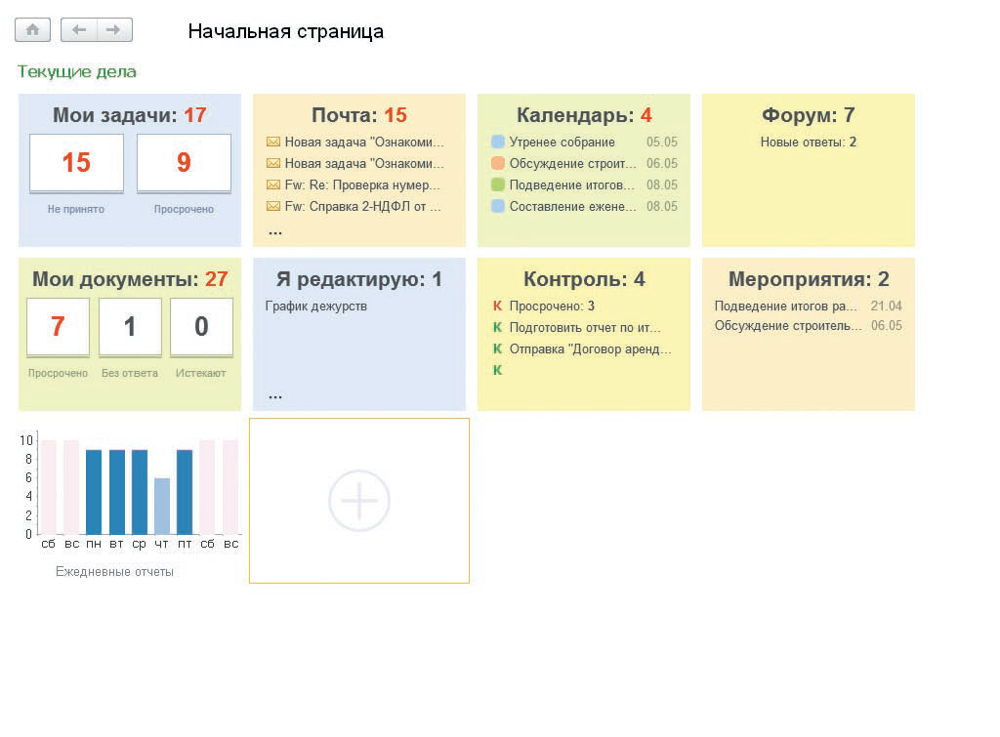 Начальная страница
Текущие дела
Мои задачи: 17
15
9
Не принято
Просрочено
Почта: 15
Новая задача "Ознакоми...
Новая задача "Ознакоми...
Fw: Re: Проверка нумер...
Fw: Справка 2-НДФЛ от ...
...
Календарь: 4
Утренее собрание 05.05
Обсуждение строит... 06.05
Подведение итогов... 08.05
Составление ежене... 08.05
Форум: 7
Новые ответы: 2
Мои документы: 27
7
1
0
Просрочено
Без ответа
Истекают
Я редактирую: 1
График дежурств
...
Контроль: 4
К Просрочено: 3
К Подготовить отчет по ит...
К Отправка "Договор аренд...
К
Мероприятия: 2
Подведение итогов ра... 21.04
Обсуждение строитель... 06.05
10
8
6
4
2
0
сб вс пн вт ср чт пт сб вс
Ежедневные отчеты